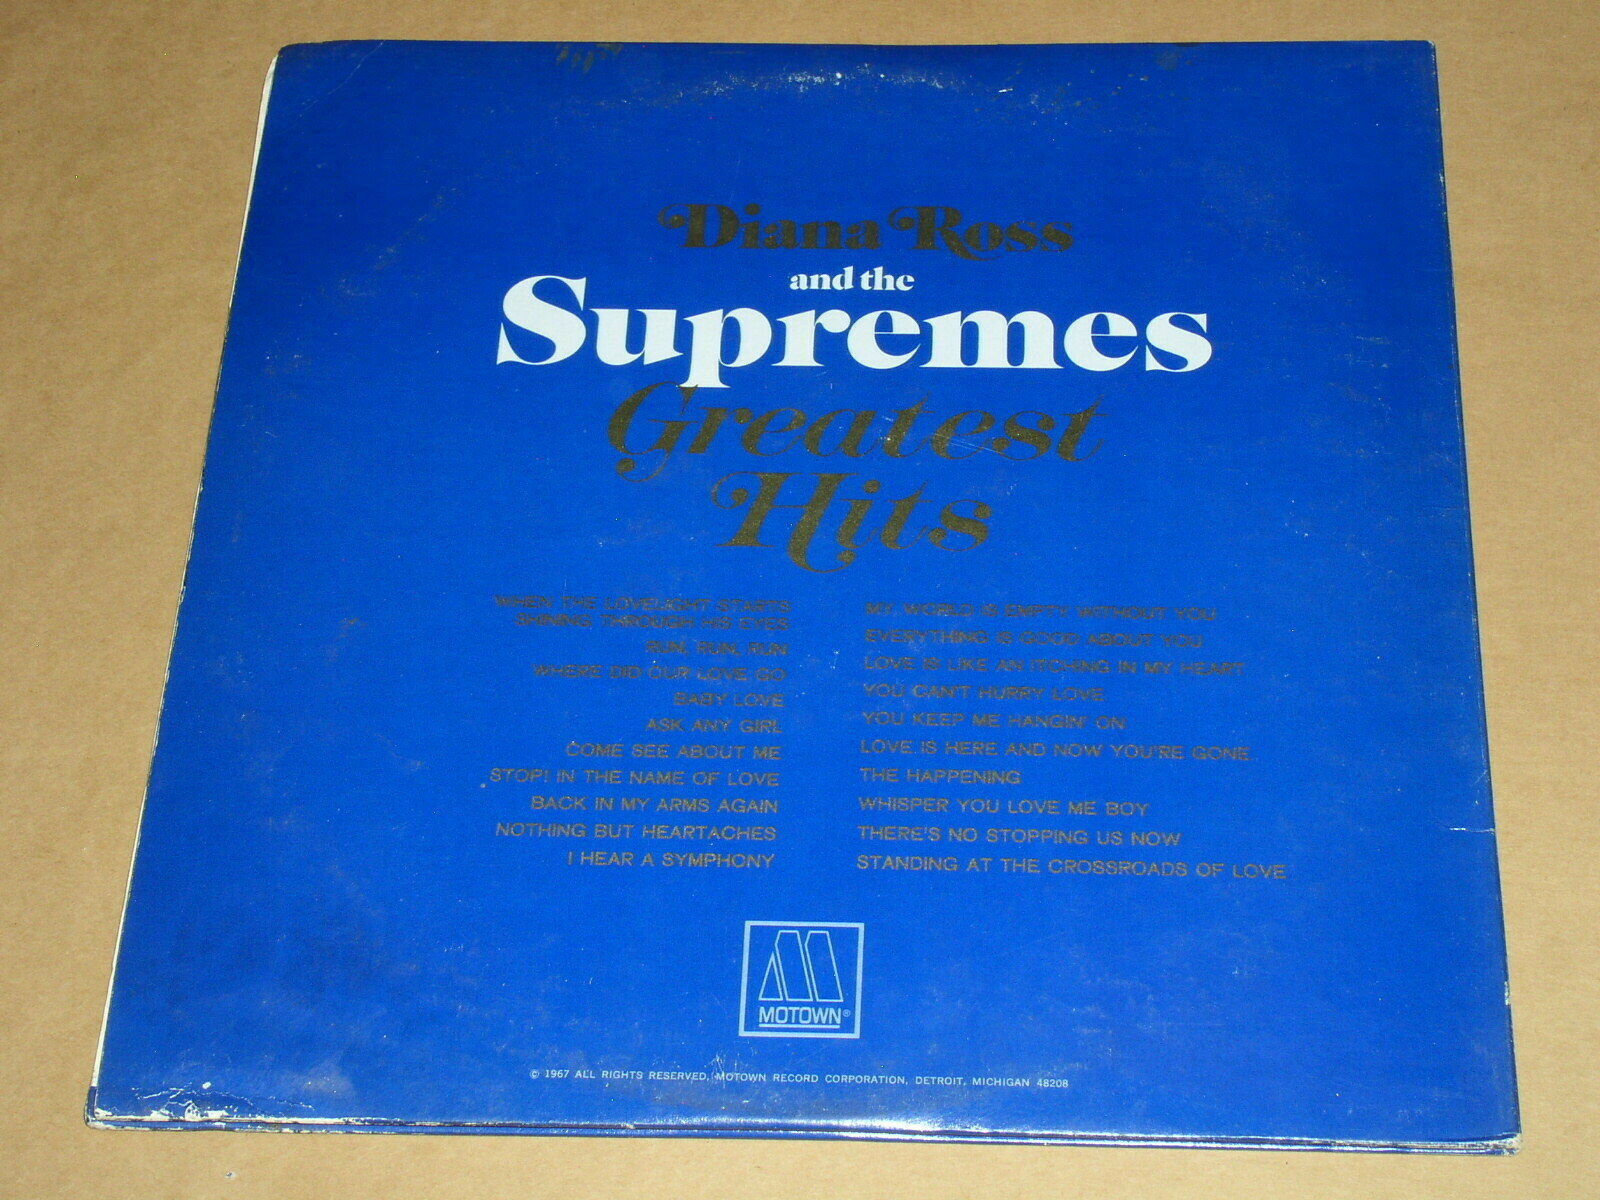 Diana Ross
and the
Supremes
Greatest
Hits
WHEN THE LOVELIGHT STARTS
SHINING THROUGH HIS EYES
RUN, RUN, RUN
WHERE DID OUR LOVE GO
BABY LOVE
ASK ANY GIRL
COME SEE ABOUT ME
STOP! IN THE NAME OF LOVE
BACK IN MY ARMS AGAIN
NOTHING BUT HEARTACHES
I HEAR A SYMPHONY
MY WORLD IS EMPTY WITHOUT YOU
EVERYTHING IS GOOD ABOUT YOU
LOVE IS LIKE AN ITCHING IN MY HEART
YOU CAN'T HURRY LOVE
YOU KEEP ME HANGIN' ON
LOVE IS HERE AND NOW YOU'RE GONE
THE HAPPENING
WHISPER YOU LOVE ME BOY
THERE'S NO STOPPING US NOW
STANDING AT THE CROSSROADS OF LOVE
MOTOWN®
© 1967 ALL RIGHTS RESERVED, MOTOWN RECORD CORPORATION, DETROIT, MICHIGAN 48208